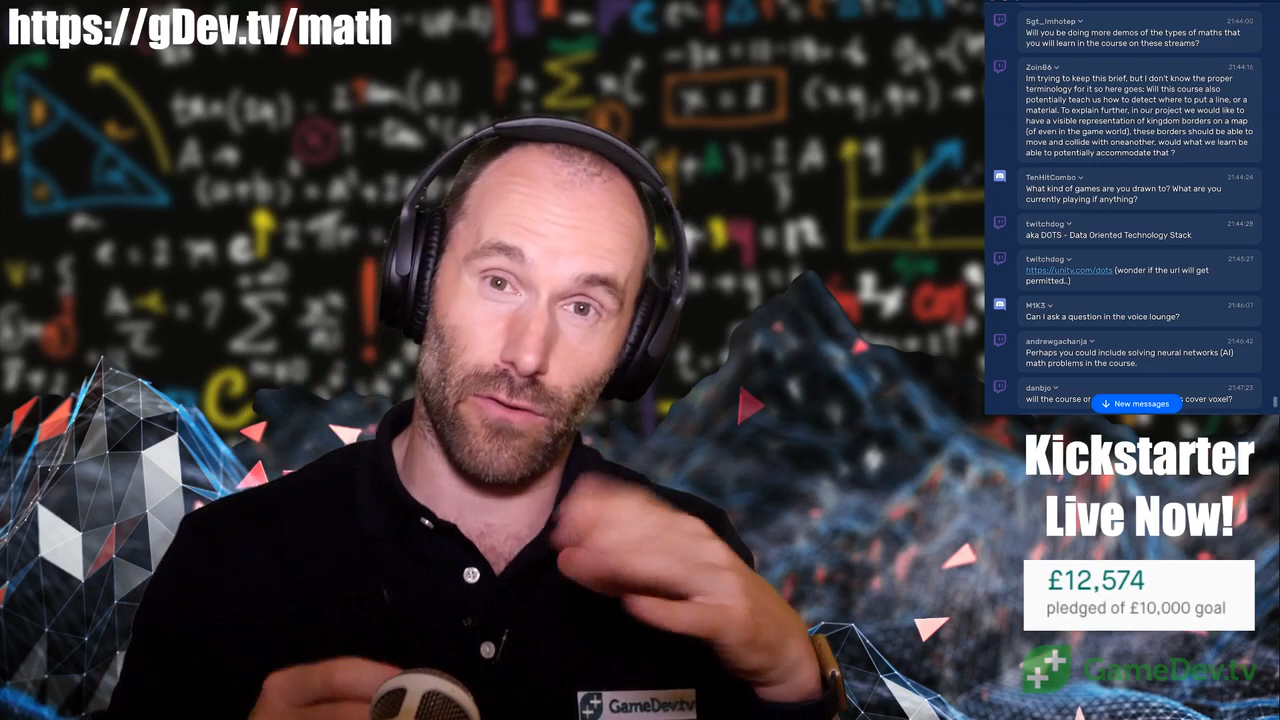 https://gDev.tv/math
Sgt_Imhotep 21:44:00
Will you be doing more demos of the types of maths that
you will learn in the course on these streams?
Zoin86 21:44:16
Im trying to keep this brief, but I don't know the proper
terminology for it so here goes; Will this course also
potentially teach us how to detect where to put a line, or a
material. To explain further, in our project we would like to
have a visible representation of kingdom borders on a map
(of even in the game world), these borders should be able to
move and collide with oneanother. would what we learn be
able to potentially accommodate that ?
TenHitCombo 21:44:24
What kind of games are you drawn to? What are you
currently playing if anything?
twitchdog 21:44:28
aka DOTS - Data Oriented Technology Stack
twitchdog 21:45:27
https://unity.com/dots (wonder if the url will get
permitted..)
M1K3 21:46:07
Can I ask a question in the voice lounge?
andrewgachanja 21:46:42
Perhaps you could include solving neural networks (AI)
math problems in the course.
danbjo 21:47:23
will the course or cover voxel?
New messages
Kickstarter
Live Now!
£12,574
pledged of £10,000 goal
GameDev.tv
GameDev.tv
x = 8